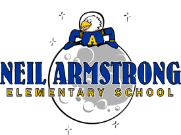 A
NEIL ARMSTRONG
ELEMENTARY SCHOOL